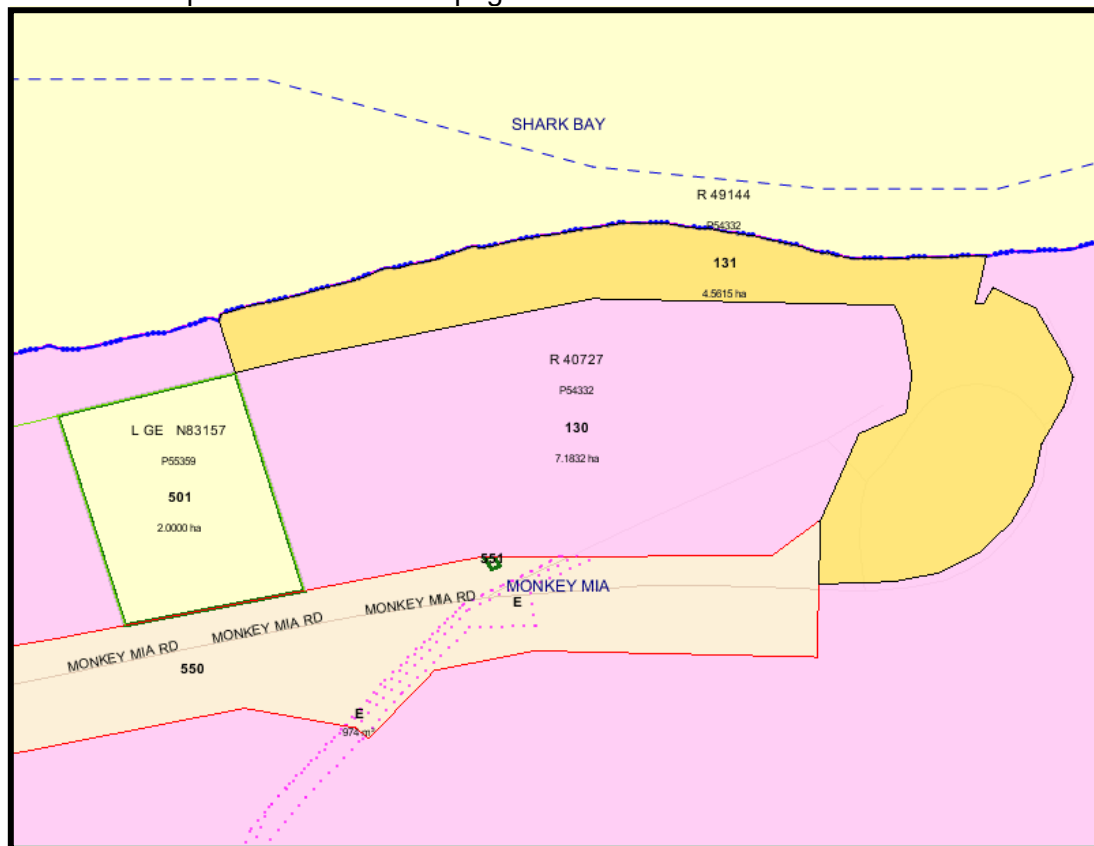 SHARK BAY
R 49144
P54332
131
4.5615 ha
R 40727
P54332
130
7.1832 ha
L GE N83157
P55359
501
2.0000 ha
551
MONKEY MIA
E
MONKEY MIA RD
MONKEY MIA RD
MONKEY MIA RD
550
E
974 m²